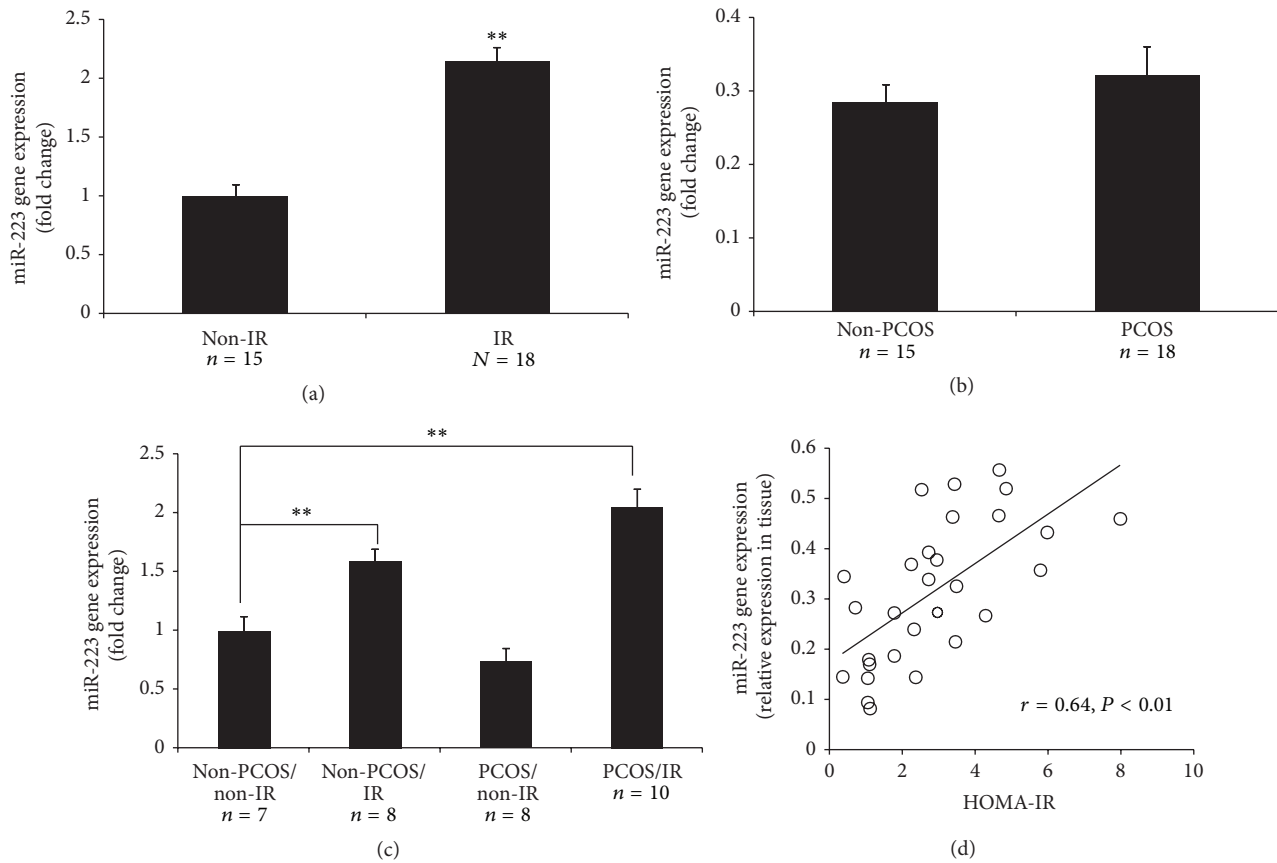 miR-223 gene expression
(fold change)
2.5
2
1.5
1
0.5
0
**
Non-IR
n = 15
IR
N = 18
(a)
miR-223 gene expression
(fold change)
0.4
0.3
0.2
0.1
0
Non-PCOS
n = 15
PCOS
n = 18
(b)
miR-223 gene expression
(fold change)
2.5
2
1.5
1
0.5
0
**
**
Non-PCOS/
non-IR
n = 7
Non-PCOS/
IR
n = 8
PCOS/
non-IR
n = 8
PCOS/IR
n = 10
(c)
miR-223 gene expression
(relative expression in tissue)
0.6
0.5
0.4
0.3
0.2
0.1
0
r = 0.64, P < 0.01
0 2 4 6 8 10
HOMA-IR
(d)